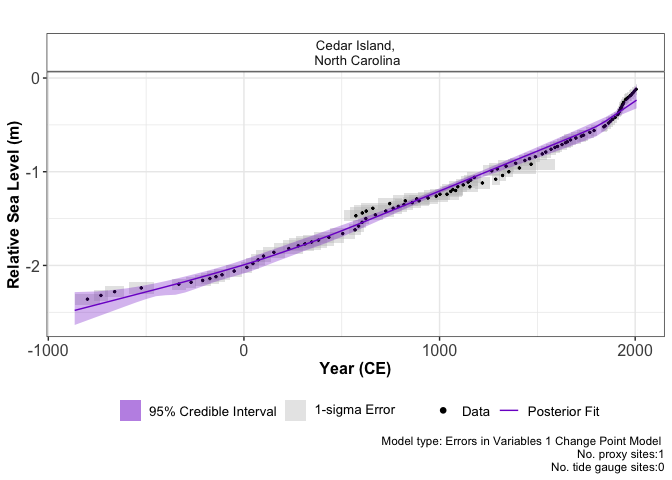 Cedar Island,
North Carolina
0
-1
-2
Relative Sea Level (m)
-1000
0
1000
2000
Year (CE)
95% Credible Interval
1-sigma Error
Data
Posterior Fit
Model type: Errors in Variables 1 Change Point Model
No. proxy sites:1
No. tide gauge sites:0